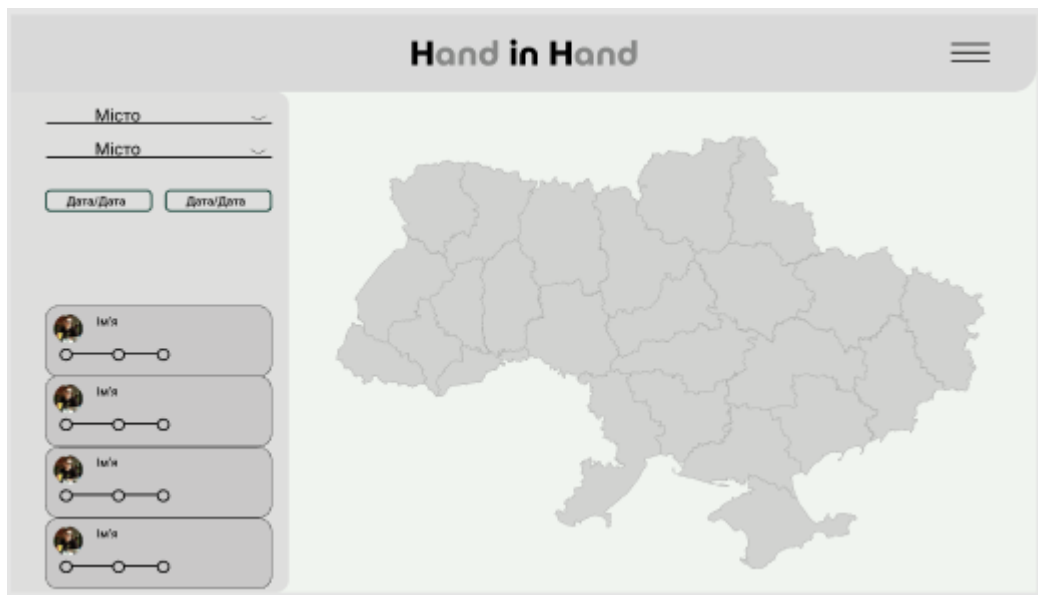 Hand in Hand
Місто
Місто
Дата/Дата Дата/Дата
Ім'я
Ім'я
Ім'я
Ім'я